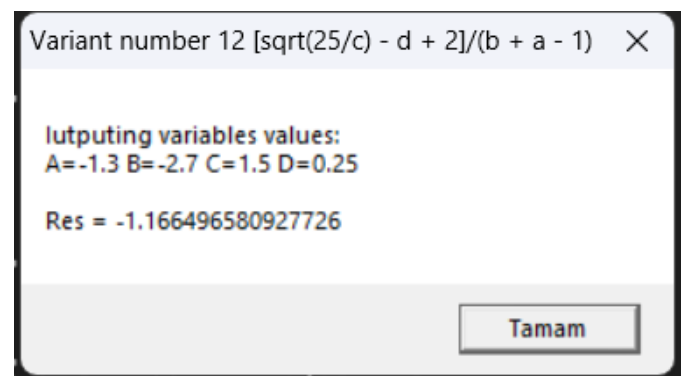 Variant number 12 [sqrt(25/c) - d + 2]/(b + a - 1)
Iutputing variables values:
A=-1.3 B=-2.7 C=1.5 D=0.25
Res = -1.166496580927726
Tamam